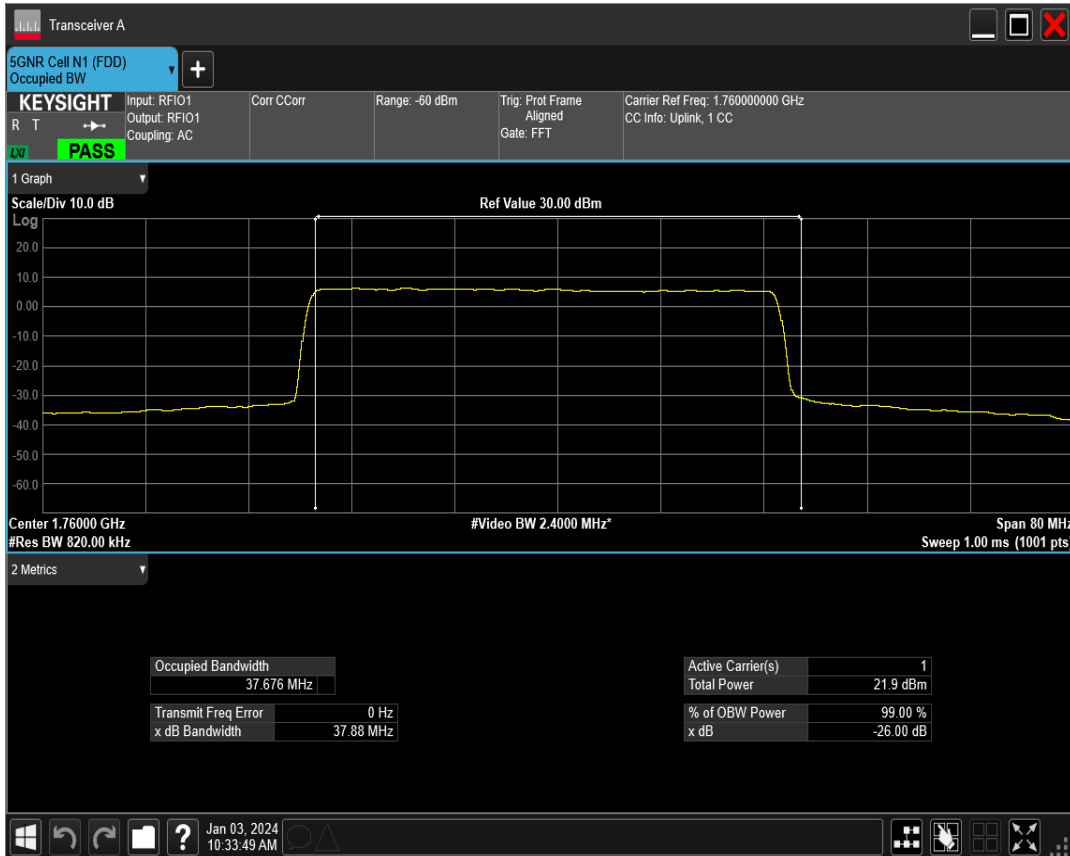 Transceiver A
5GNR Cell N1 (FDD)
Occupied BW
+
KEYSIGHT
R T
LXI
PASS
Input: RFIO1
Output: RFIO1
Coupling: AC
Corr CCorr
Range: -60 dBm
Trig: Prot Frame
Aligned
Gate: FFT
Carrier Ref Freq: 1.760000000 GHz
CC Info: Uplink, 1 CC
1 Graph
Scale/Div 10.0 dB
Ref Value 30.00 dBm
Log
20.0
10.0
0.00
-10.0
-20.0
-30.0
-40.0
-50.0
-60.0
Center 1.76000 GHz
#Video BW 2.4000 MHz*
Span 80 MHz
#Res BW 820.00 kHz
Sweep 1.00 ms (1001 pts)
2 Metrics
Occupied Bandwidth
37.676 MHz
Transmit Freq Error 0 Hz
x dB Bandwidth 37.88 MHz
Active Carrier(s) 1
Total Power 21.9 dBm
% of OBW Power 99.00 %
x dB -26.00 dB
?
Jan 03, 2024
10:33:49 AM